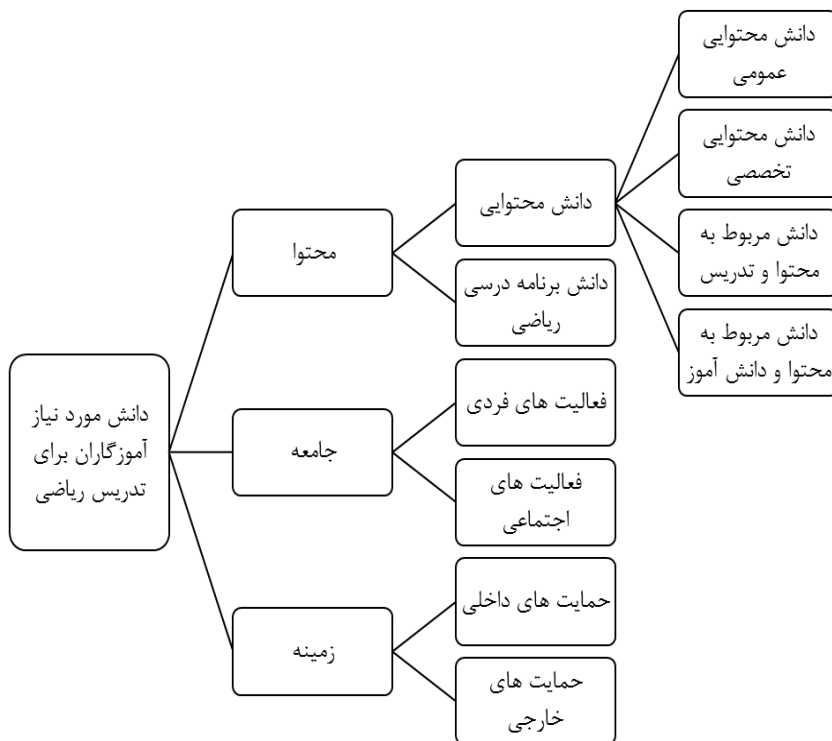 دانش مورد نیاز
آموزگاران برای
تدریس ریاضی
محتوا
دانش محتوایی
دانش محتوایی
عمومی
دانش محتوایی
تخصصی
دانش مربوط به
محتوا و تدریس
دانش مربوط به
محتوا و دانش آموز
دانش برنامه درسی
ریاضی
جامعه
فعالیت های فردی
فعالیت های
اجتماعی
زمینه
حمایت های داخلی
حمایت های
خارجی